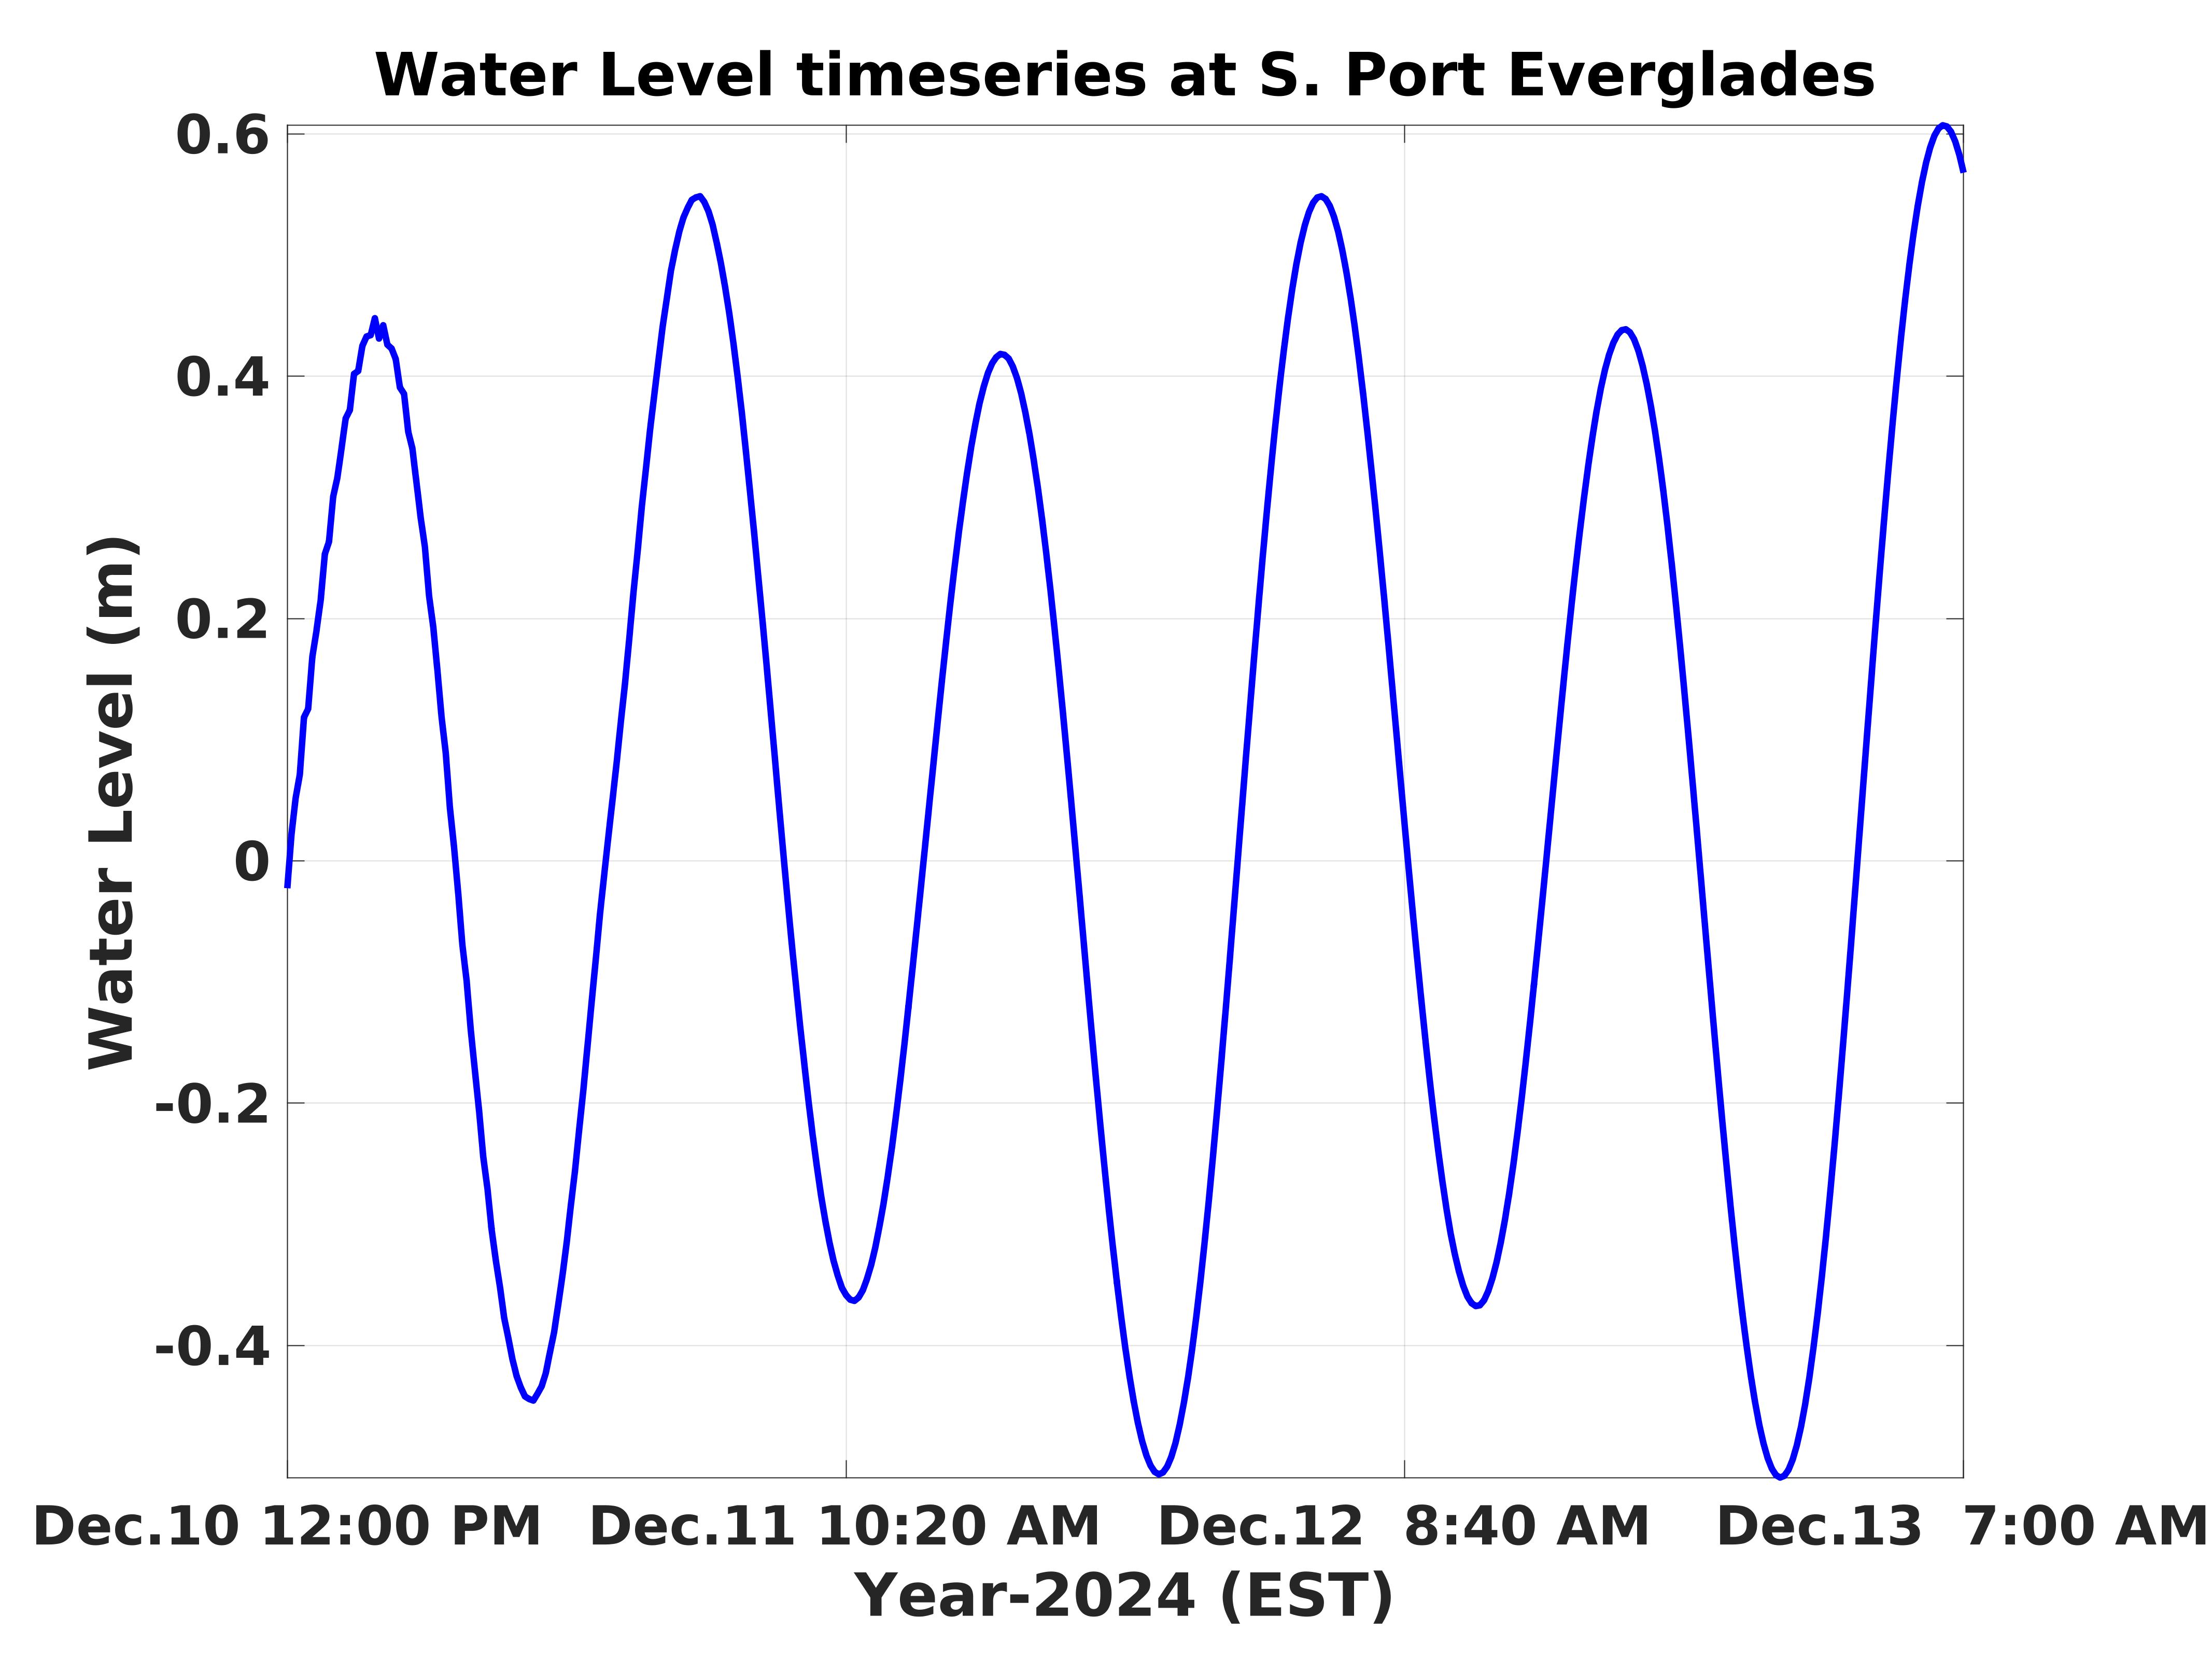 Water Level timeseries at S. Port Everglades
0.6
0.4
0.2
0
-0.2
-0.4
Water Level (m)
Dec.10 12:00 PM Dec.11 10:20 AM Dec.12 8:40 AM Dec.13 7:00 AM
Year-2024 (EST)